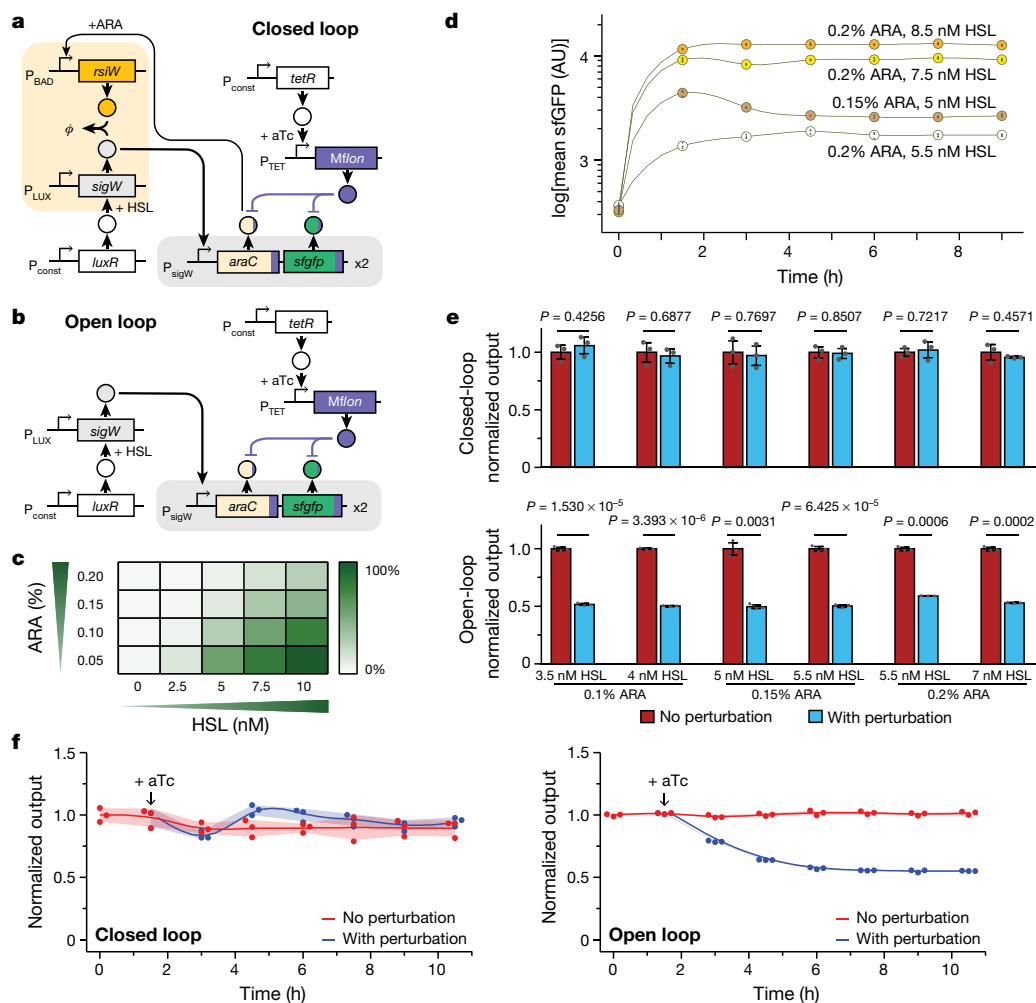 a
+ARA
Closed loop
P_BAD
rsiW
ϕ
P_LUX
sigW
+ HSL
P_const
luxR
P_const
tetR
+ aTc
P_TET
Mflon
P_sigW
araC
sfgfp
x2
b
Open loop
P_const
tetR
+ aTc
P_TET
Mflon
P_LUX
sigW
+ HSL
P_const
luxR
P_sigW
araC
sfgfp
x2
c
ARA (%)
0.20
0.15
0.10
0.05
0 2.5 5 7.5 10
HSL (nM)
100%
0%
d
log[mean sfGFP (AU)]
4
3
0.2% ARA, 8.5 nM HSL
0.2% ARA, 7.5 nM HSL
0.15% ARA, 5 nM HSL
0.2% ARA, 5.5 nM HSL
0 2 4 6 8
Time (h)
e
P = 0.4256 P = 0.6877 P = 0.7697 P = 0.8507 P = 0.7217 P = 0.4571
Closed-loop
normalized output
1.0
0.5
0
P = 1.530 × 10⁻⁵ P = 3.393 × 10⁻⁶ P = 0.0031 P = 6.425 × 10⁻⁵ P = 0.0006 P = 0.0002
Open-loop
normalized output
1.0
0.5
0
3.5 nM HSL 4 nM HSL 5 nM HSL 5.5 nM HSL 5.5 nM HSL 7 nM HSL
0.1% ARA 0.15% ARA 0.2% ARA
No perturbation With perturbation
f
Normalized output
1.5
1.0
0.5
0
+ aTc
No perturbation
With perturbation
Closed loop
0 2 4 6 8 10
Time (h)
Normalized output
1.5
1.0
0.5
0
+ aTc
No perturbation
With perturbation
Open loop
0 2 4 6 8 10
Time (h)